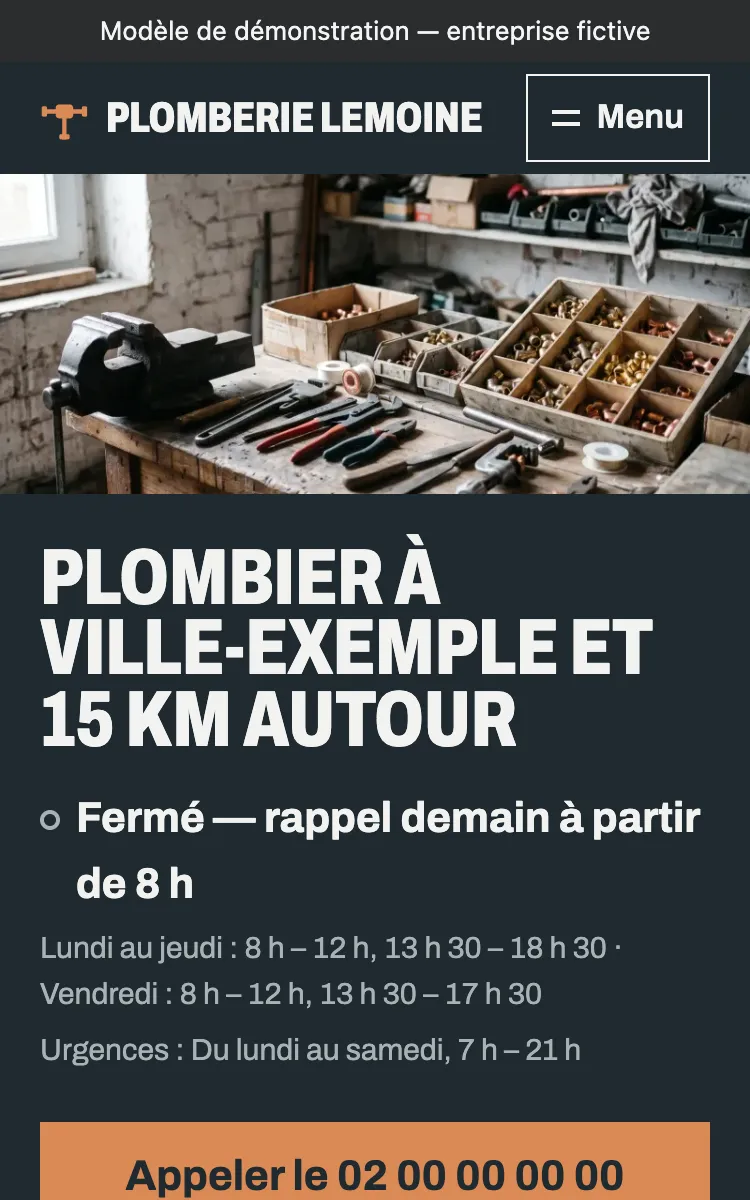 Modèle de démonstration — entreprise fictive
PLOMBERIE LEMOINE
Menu
PLOMBIER À
VILLE-EXEMPLE ET
15 KM AUTOUR
Fermé — rappel demain à partir
de 8 h
Lundi au jeudi : 8 h – 12 h, 13 h 30 – 18 h 30 ·
Vendredi : 8 h – 12 h, 13 h 30 – 17 h 30
Urgences : Du lundi au samedi, 7 h – 21 h
Appeler le 02 00 00 00 00